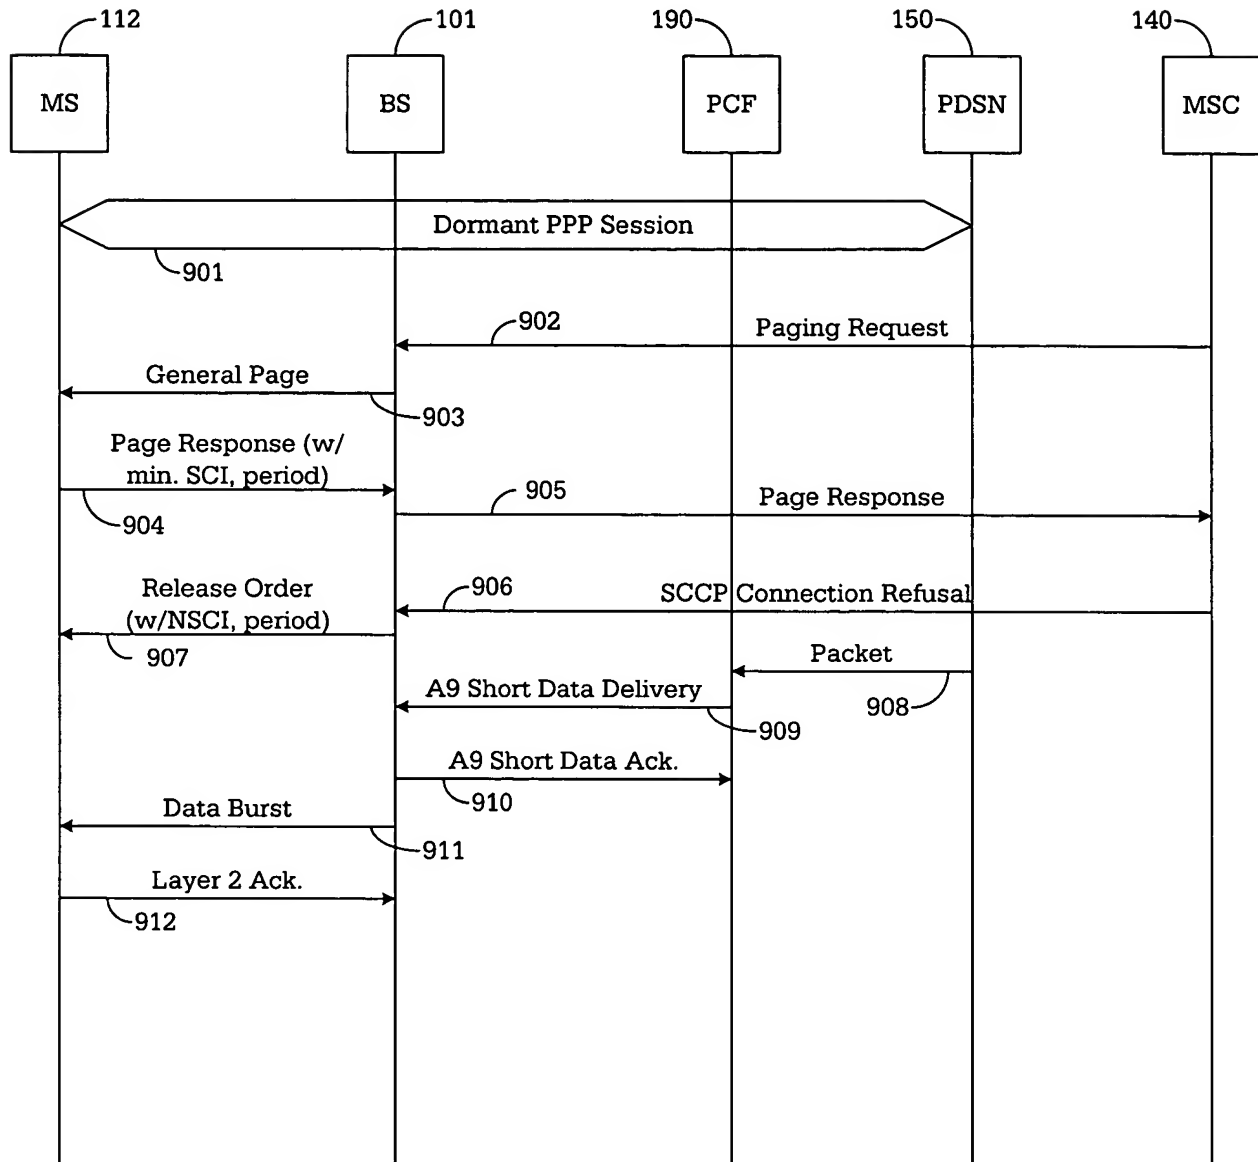 112
101
190
150
140
MS
BS
PCF
PDSN
MSC
Dormant PPP Session
901
902
Paging Request
General Page
903
Page Response (w/
min. SCI, period)
904
905
Page Response
Release Order
(w/NSCI, period)
906
SCCP Connection Refusal
907
Packet
908
A9 Short Data Delivery
909
A9 Short Data Ack.
910
Data Burst
911
Layer 2 Ack.
912